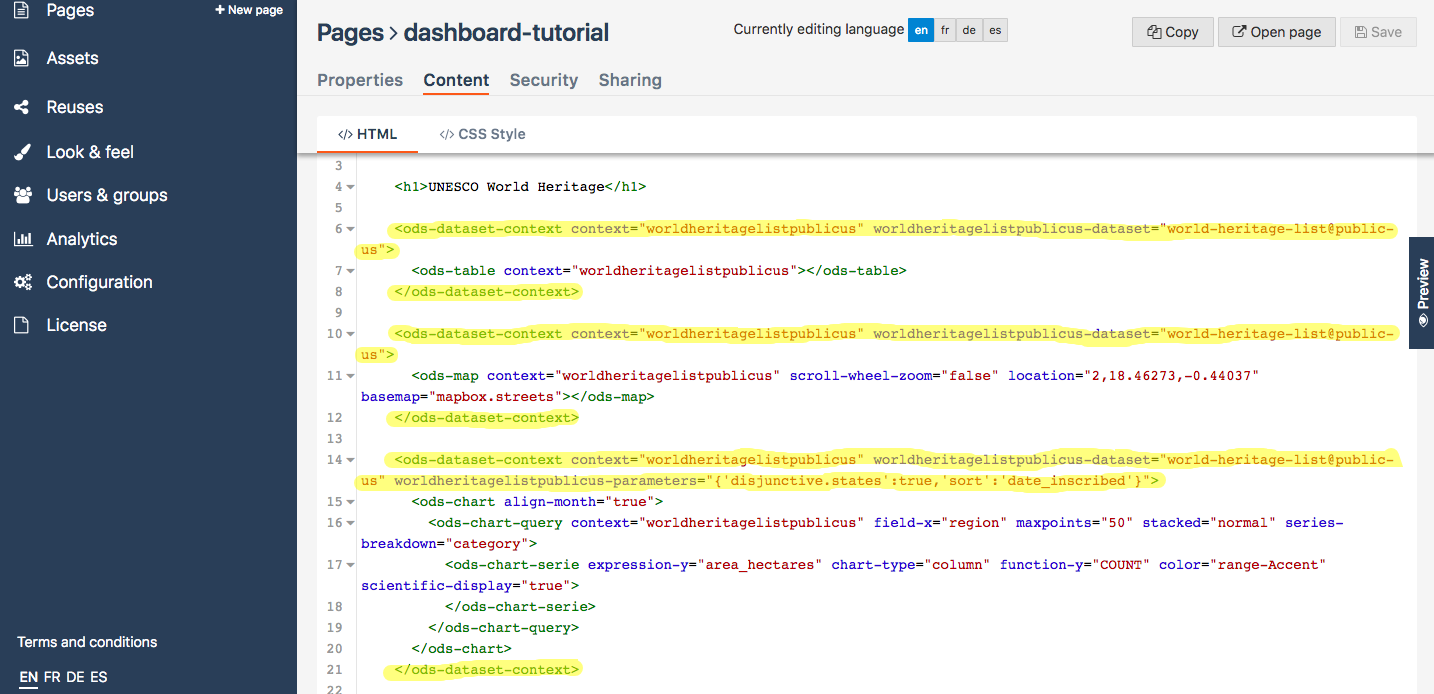 Pages
+ New page
Assets
Reuses
Look & feel
Users & groups
Analytics
Configuration
License
Terms and conditions
EN FR DE ES
Pages > dashboard-tutorial
Currently editing language en fr de es
Copy
Open page
Save
Properties Content Security Sharing
</> HTML </> CSS Style
3
4 <h1>UNESCO World Heritage</h1>
5
6 <ods-dataset-context context="worldheritagelistpublicus" worldheritagelistpublicus-dataset="world-heritage-list@public-
us">
7 <ods-table context="worldheritagelistpublicus"></ods-table>
8 </ods-dataset-context>
9
10 <ods-dataset-context context="worldheritagelistpublicus" worldheritagelistpublicus-dataset="world-heritage-list@public-
us">
11 <ods-map context="worldheritagelistpublicus" scroll-wheel-zoom="false" location="2,18.46273,-0.44037"
basemap="mapbox.streets"></ods-map>
12 </ods-dataset-context>
13
14 <ods-dataset-context context="worldheritagelistpublicus" worldheritagelistpublicus-dataset="world-heritage-list@public-
us" worldheritagelistpublicus-parameters="{'disjunctive.states':true,'sort':'date_inscribed'}">
15 <ods-chart align-month="true">
16 <ods-chart-query context="worldheritagelistpublicus" field-x="region" maxpoints="50" stacked="normal" series-
breakdown="category">
17 <ods-chart-serie expression-y="area_hectares" chart-type="column" function-y="COUNT" color="range-Accent"
scientific-display="true">
18 </ods-chart-serie>
19 </ods-chart-query>
20 </ods-chart>
21 </ods-dataset-context>
22
Preview